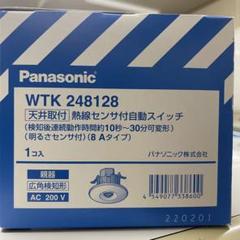 Panasonic
WTK 248128
天井取付 熱線センサ付自動スイッチ
(検知後連続動作時間約10秒～30分可変形)
(明るさセンサ付)(8 Aタイプ)
1コ入
パナソニック株式会社
親器
広角検知形
AC 200 V
4 549077 538600
220201